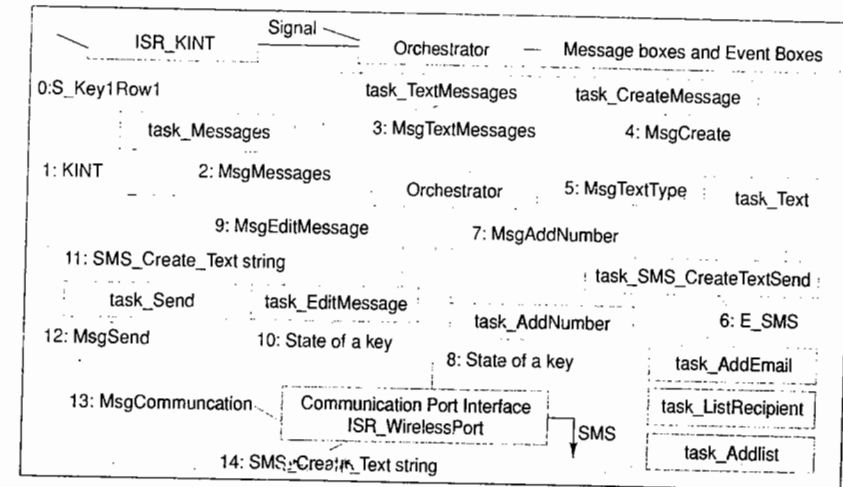 ISR_KINT
Signal
Orchestrator
Message boxes and Event Boxes
0:S_Key1Row1
task_TextMessages
task_CreateMessage
task_Messages
3: MsgTextMessages
4: MsgCreate
1: KINT
2: MsgMessages
Orchestrator
5: MsgTextType
task_Text
9: MsgEditMessage
7: MsgAddNumber
11: SMS_Create_Text string
task_SMS_CreateTextSend
task_Send
task_EditMessage
task_AddNumber
6: E_SMS
12: MsgSend
10: State of a key
8: State of a key
task_AddEmail
13: MsgCommuncation
Communication Port Interface
ISR_WirelessPort
SMS
task_ListRecipient
task_Addlist
14: SMS_Create_Text string